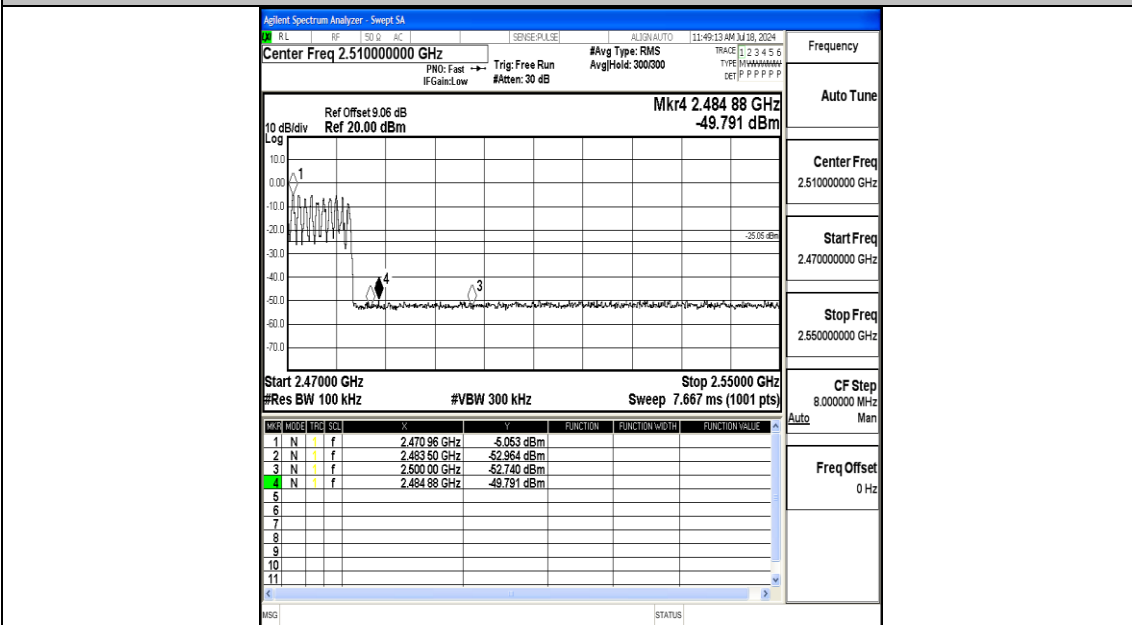 Agilent Spectrum Analyzer - Swept SA
RL RF 50 Ω AC SENSE:PULSE ALIGN AUTO 11:49:13 AM Jul 18, 2024
Center Freq 2.510000000 GHz #Avg Type: RMS TRACE 1 2 3 4 5 6
PNO: Fast Trig: Free Run Avg|Hold: 300/300 TYPE M
IFGain:Low #Atten: 30 dB DET P P P P P P
Frequency
Auto Tune
Center Freq
2.510000000 GHz
Start Freq
2.470000000 GHz
Stop Freq
2.550000000 GHz
CF Step
8.000000 MHz
Auto Man
Freq Offset
0 Hz
Mkr4 2.484 88 GHz
-49.791 dBm
Ref Offset 9.06 dB
10 dB/div Ref 20.00 dBm
Log
10.0
0.00
-10.0
-20.0
-30.0
-40.0
-50.0
-60.0
-70.0
1
4
3
-25.05 dBm
Start 2.47000 GHz Stop 2.55000 GHz
#Res BW 100 kHz #VBW 300 kHz Sweep 7.667 ms (1001 pts)
MKR MODE TRC SCL X Y FUNCTION FUNCTION WIDTH FUNCTION VALUE
1 N 1 f 2.470 96 GHz -5.053 dBm
2 N 1 f 2.483 50 GHz -52.964 dBm
3 N 1 f 2.500 00 GHz -52.740 dBm
4 N 1 f 2.484 88 GHz -49.791 dBm
5
6
7
8
9
10
11
MSG STATUS